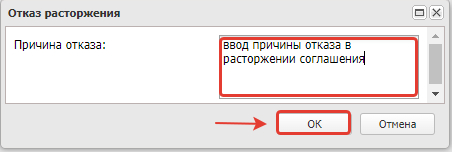 Отказ расторжения
Причина отказа:
ввод причины отказа в
расторжении соглашения
ОК
Отмена